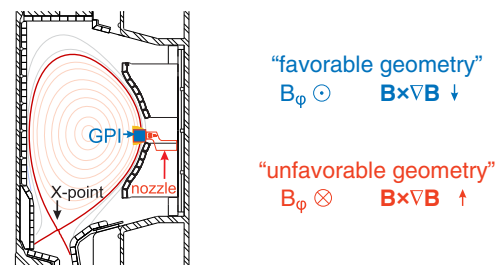 "favorable geometry"
Bφ ⊙ B×∇B ↓
GPI
X-point
nozzle
"unfavorable geometry"
Bφ ⊗ B×∇B ↑